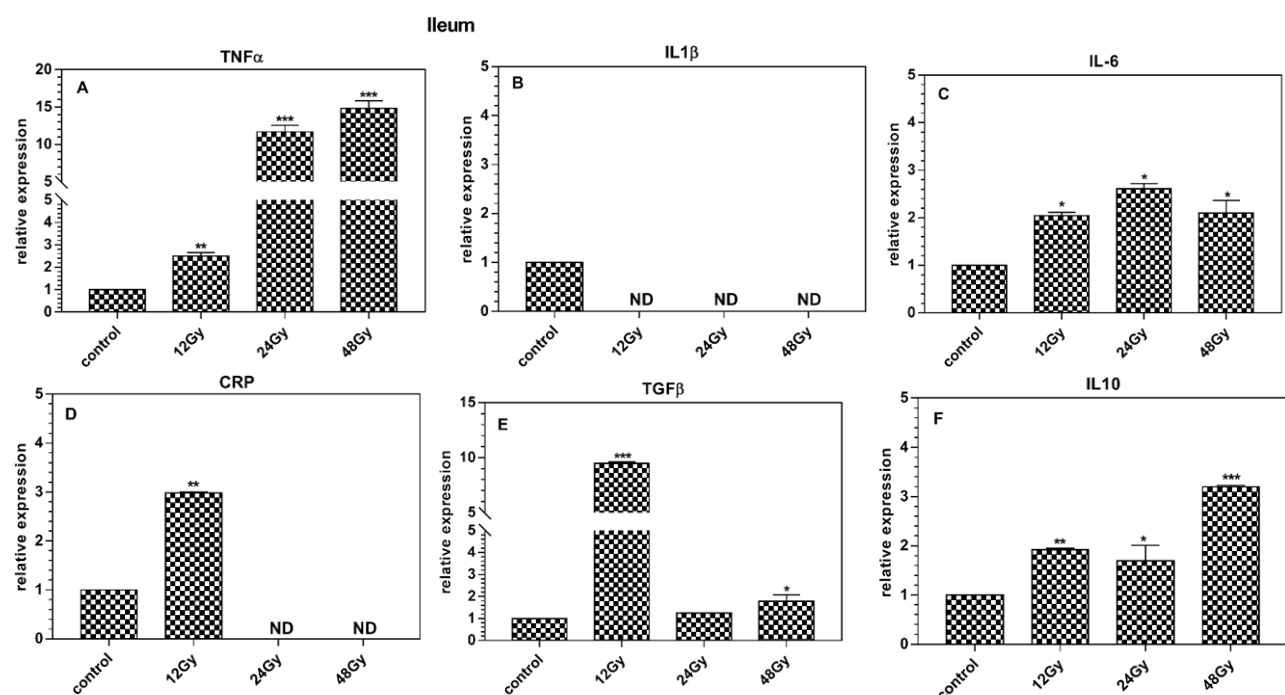 Ileum
TNFα
A
relative expression
20
15
10
5
5
4
3
2
1
0
**
***
***
control
12Gy
24Gy
48Gy
IL1β
B
relative expression
5
4
3
2
1
0
ND
ND
ND
control
12Gy
24Gy
48Gy
IL-6
C
relative expression
5
4
3
2
1
0
*
*
*
control
12Gy
24Gy
48Gy
CRP
D
relative expression
5
4
3
2
1
0
**
ND
ND
control
12Gy
24Gy
48Gy
TGFβ
E
relative expression
15
10
5
5
4
3
2
1
0
***
*
control
12Gy
24Gy
48Gy
IL10
F
relative expression
5
4
3
2
1
0
**
*
***
control
12Gy
24Gy
48Gy